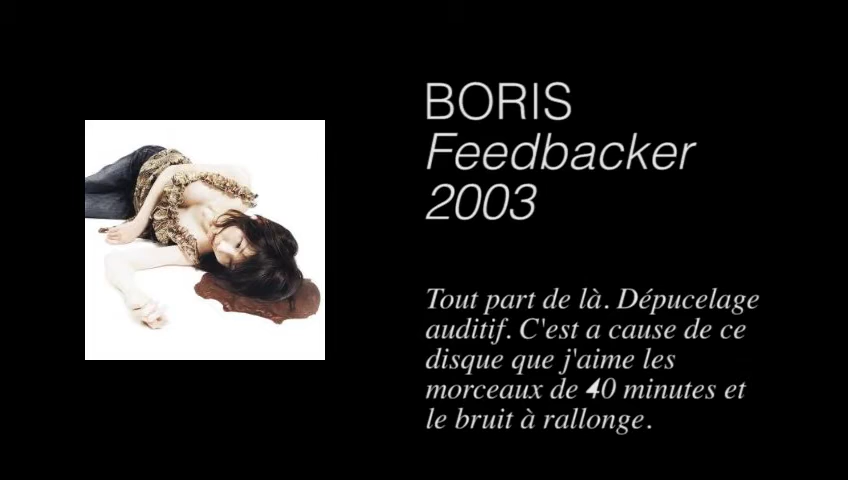 BORIS
Feedbacker
2003
Tout part de là. Dépucelage
auditif. C'est a cause de ce
disque que j'aime les
morceaux de 40 minutes et
le bruit à rallonge.